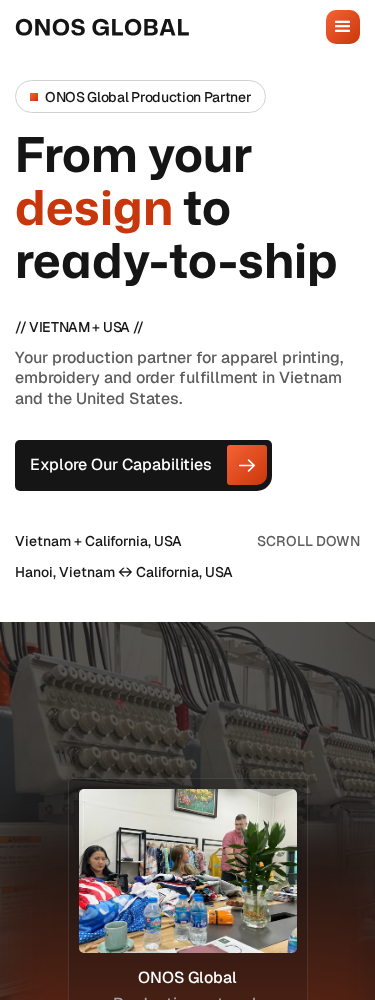 ONOS GLOBAL
ONOS Global Production Partner
From your
design to
ready-to-ship
// VIETNAM + USA //
Your production partner for apparel printing,
embroidery and order fulfillment in Vietnam
and the United States.
Explore Our Capabilities
Vietnam + California, USA
SCROLL DOWN
Hanoi, Vietnam ↔ California, USA
ONOS Global